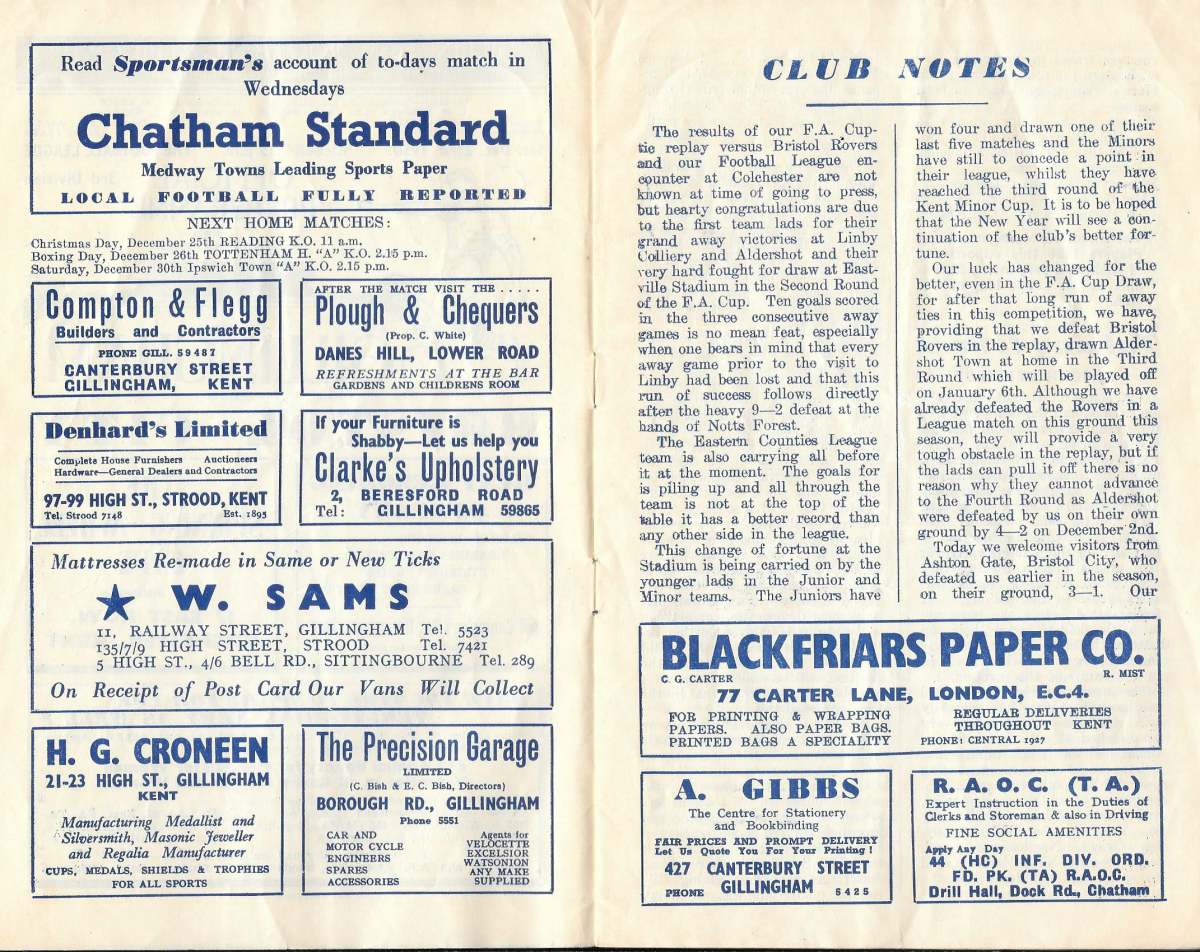 Read Sportsman's account of to-days match in
Wednesdays
Chatham Standard
Medway Towns Leading Sports Paper
LOCAL FOOTBALL FULLY REPORTED
NEXT HOME MATCHES:
Christmas Day, December 25th READING K.O. 11 a.m.
Boxing Day, December 26th TOTTENHAM H. "A" K.O. 2.15 p.m.
Saturday, December 30th Ipswich Town "A" K.O. 2.15 p.m.
Compton & Flegg
Builders and Contractors
PHONE GILL. 59487
CANTERBURY STREET
GILLINGHAM, KENT
AFTER THE MATCH VISIT THE .....
Plough & Chequers
(Prop. C. White)
DANES HILL, LOWER ROAD
REFRESHMENTS AT THE BAR
GARDENS AND CHILDRENS ROOM
Denhard's Limited
Complete House Furnishers Auctioneers
Hardware—General Dealers and Contractors
97-99 HIGH ST., STROOD, KENT
Tel. Strood 7148 Est. 1895
If your Furniture is
Shabby—Let us help you
Clarke's Upholstery
2, BERESFORD ROAD
Tel: GILLINGHAM 59865
Mattresses Re-made in Same or New Ticks
W. SAMS
11, RAILWAY STREET, GILLINGHAM Tel. 5523
135/7/9 HIGH STREET, STROOD Tel. 7421
5 HIGH ST., 4/6 BELL RD., SITTINGBOURNE Tel. 289
On Receipt of Post Card Our Vans Will Collect
H. G. CRONEEN
21-23 HIGH ST., GILLINGHAM
KENT
Manufacturing Medallist and
Silversmith, Masonic Jeweller
and Regalia Manufacturer
CUPS, MEDALS, SHIELDS & TROPHIES
FOR ALL SPORTS
The Precision Garage
LIMITED
(C. Bish & E. C. Bish, Directors)
BOROUGH RD., GILLINGHAM
Phone 5551
CAR AND
MOTOR CYCLE
ENGINEERS
SPARES
ACCESSORIES
Agents for
VELOCETTE
EXCELSIOR
WATSONION
ANY MAKE
SUPPLIED
CLUB NOTES
The results of our F.A. Cup-
tie replay versus Bristol Rovers
and our Football League en-
counter at Colchester are not
known at time of going to press,
but hearty congratulations are due
to the first team lads for their
grand away victories at Linby
Colliery and Aldershot and their
very hard fought for draw at East-
ville Stadium in the Second Round
of the F.A. Cup. Ten goals scored
in the three consecutive away
games is no mean feat, especially
when one bears in mind that every
away game prior to the visit to
Linby had been lost and that this
run of success follows directly
after the heavy 9—2 defeat at the
hands of Notts Forest.
The Eastern Counties League
team is also carrying all before
it at the moment. The goals for
is piling up and all through the
team is not at the top of the
table it has a better record than
any other side in the league.
This change of fortune at the
Stadium is being carried on by the
younger lads in the Junior and
Minor teams. The Juniors have
won four and drawn one of their
last five matches and the Minors
have still to concede a point in
their league, whilst they have
reached the third round of the
Kent Minor Cup. It is to be hoped
that the New Year will see a con-
tinuation of the club's better for-
tune.
Our luck has changed for the
better, even in the F.A. Cup Draw,
for after that long run of away
ties in this competition, we have,
providing that we defeat Bristol
Rovers in the replay, drawn Alder-
shot Town at home in the Third
Round which will be played off
on January 6th. Although we have
already defeated the Rovers in a
League match on this ground this
season, they will provide a very
tough obstacle in the replay, but if
the lads can pull it off there is no
reason why they cannot advance
to the Fourth Round as Aldershot
were defeated by us on their own
ground by 4—2 on December 2nd.
Today we welcome visitors from
Ashton Gate, Bristol City, who
defeated us earlier in the season,
on their ground, 3—1. Our
BLACKFRIARS PAPER CO.
C. G. CARTER R. MIST
77 CARTER LANE, LONDON, E.C.4.
FOR PRINTING & WRAPPING
PAPERS. ALSO PAPER BAGS.
PRINTED BAGS A SPECIALITY
REGULAR DELIVERIES
THROUGHOUT KENT
PHONE: CENTRAL 1927
A. GIBBS
The Centre for Stationery
and Bookbinding
FAIR PRICES AND PROMPT DELIVERY
Let Us Quote You For Your Printing!
427 CANTERBURY STREET
GILLINGHAM
PHONE 5425
R. A. O. C. (T. A.)
Expert Instruction in the Duties of
Clerks and Storeman & also in Driving
FINE SOCIAL AMENITIES
Apply Any Day
44 (HC) INF. DIV. ORD.
FD. PK. (TA) R.A.O.C.
Drill Hall, Dock Rd., Chatham